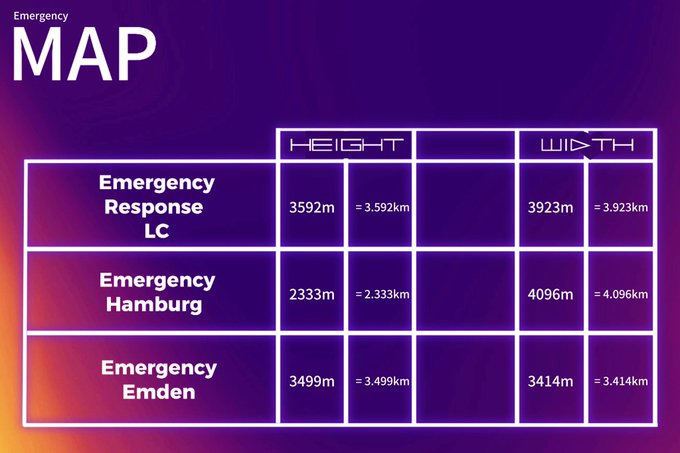 Emergency
MAP
HEIGHT WIDTH
Emergency
Response
LC
3592m = 3.592km 3923m = 3.923km
Emergency
Hamburg
2333m = 2.333km 4096m = 4.096km
Emergency
Emden
3499m = 3.499km 3414m = 3.414km